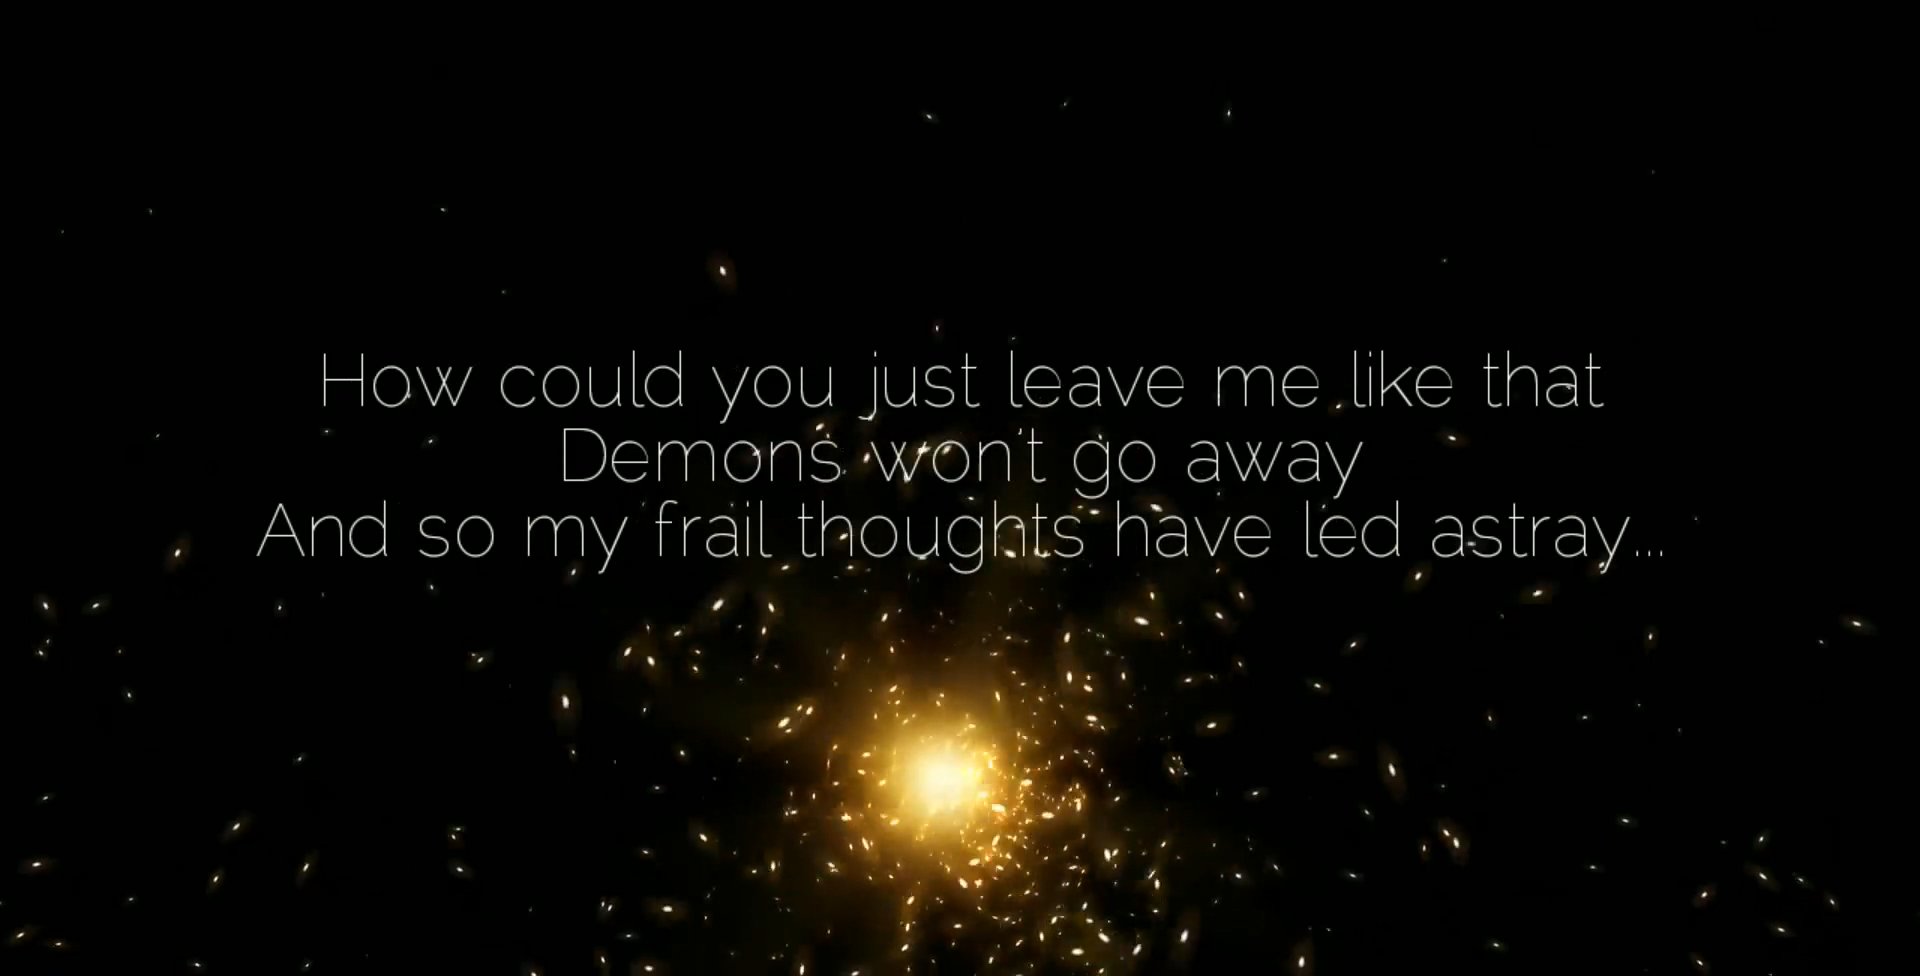 How could you just leave me like that
Demons won't go away
And so my frail thoughts have led astray...